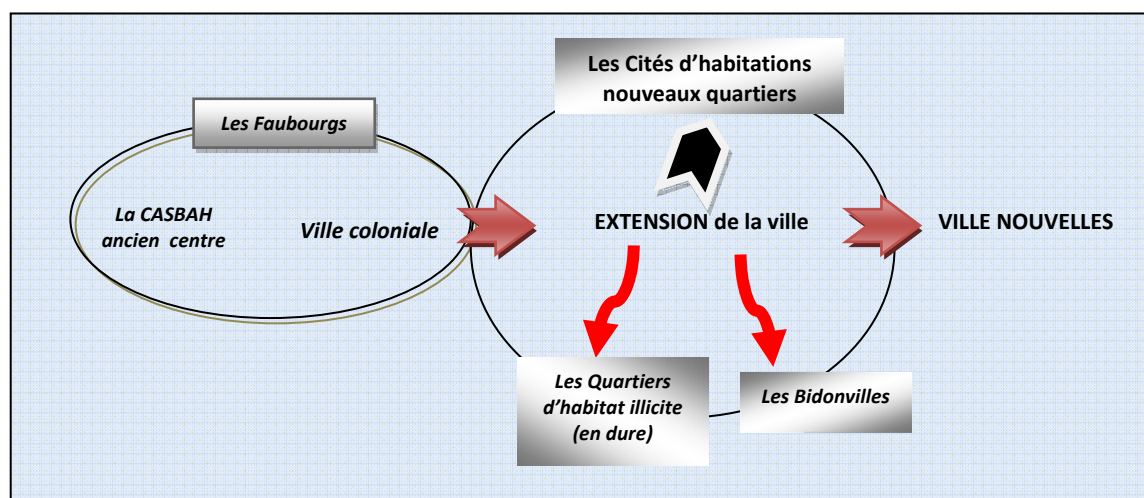 Les Cités d'habitations
nouveaux quartiers
Les Faubourgs
La CASBAH
ancien centre
Ville coloniale
EXTENSION de la ville
VILLE NOUVELLES
Les Quartiers
d'habitat illicite
(en dure)
Les Bidonvilles